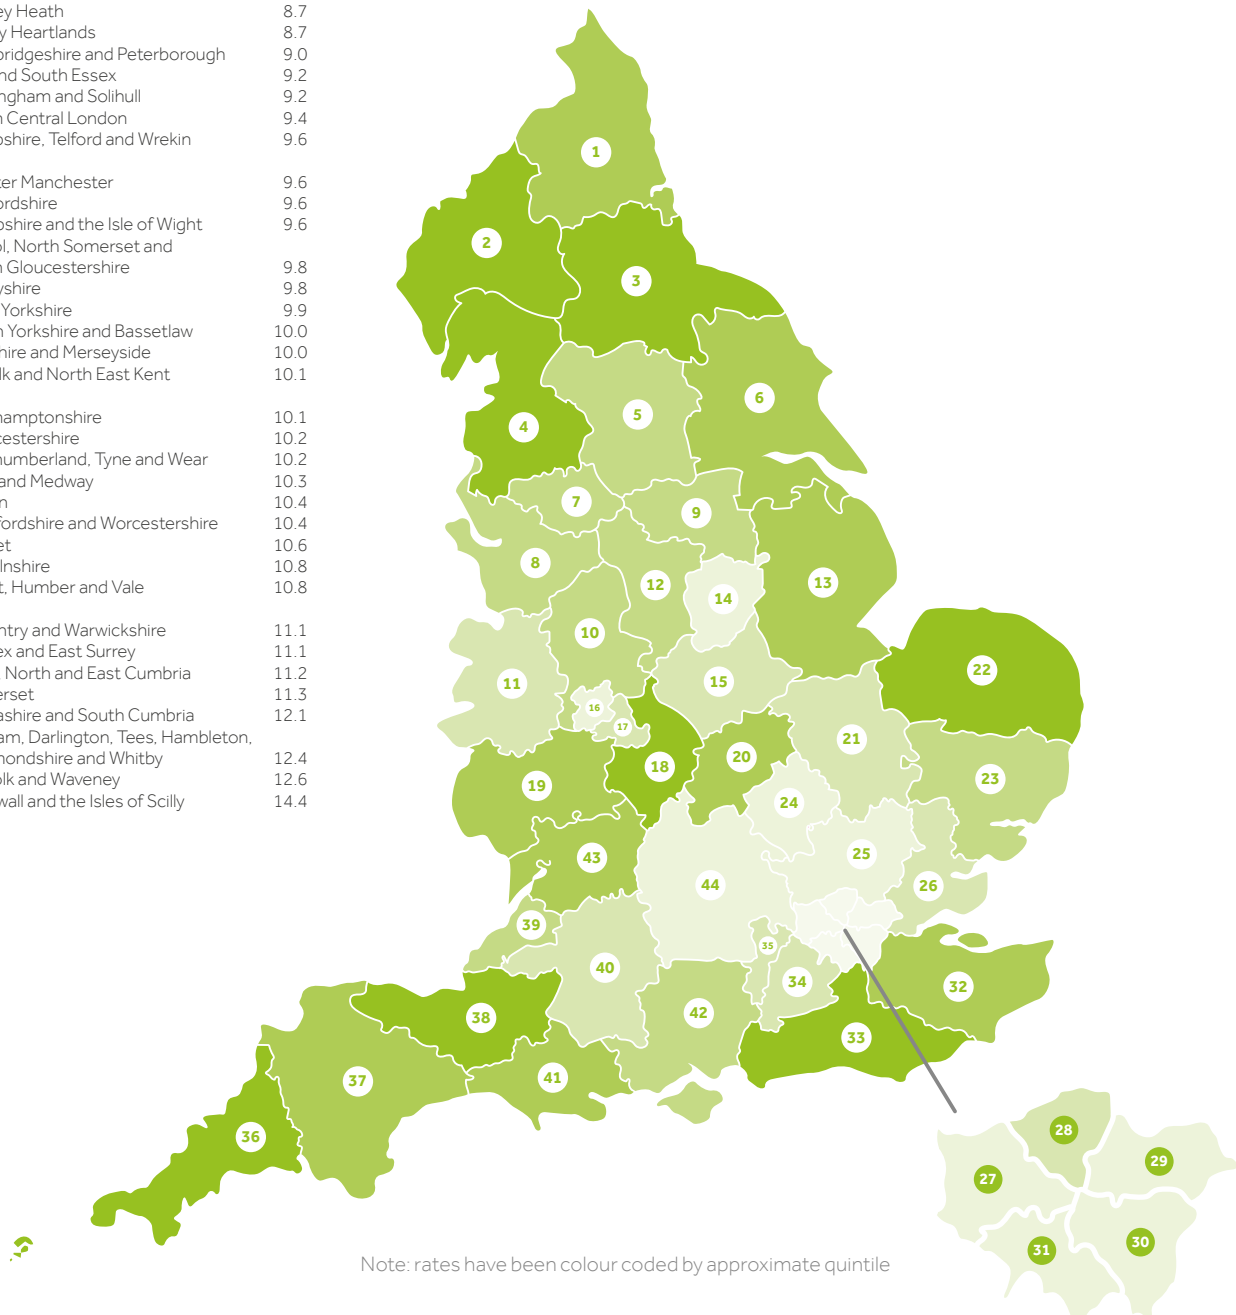 ey Heath 8.7
y Heartlands 8.7
bridgeshire and Peterborough 9.0
nd South Essex 9.2
ngham and Solihull 9.2
n Central London 9.4
pshire, Telford and Wrekin 9.6
ter Manchester 9.6
ordshire 9.6
pshire and the Isle of Wight 9.6
ol, North Somerset and
h Gloucestershire 9.8
yshire 9.8
Yorkshire 9.9
h Yorkshire and Bassetlaw 10.0
hire and Merseyside 10.0
lk and North East Kent 10.1
hamptonshire 10.1
cestershire 10.2
humberland, Tyne and Wear 10.2
and Medway 10.3
n 10.4
fordshire and Worcestershire 10.4
et 10.6
lnshire 10.8
t, Humber and Vale 10.8
ntry and Warwickshire 11.1
ex and East Surrey 11.1
, North and East Cumbria 11.2
erset 11.3
ashire and South Cumbria 12.1
am, Darlington, Tees, Hambleton,
mondshire and Whitby 12.4
olk and Waveney 12.6
wall and the Isles of Scilly 14.4
1
2
3
6
5
4
7
9
8
13
12
14
10
22
15
11
16
17
21
20
18
23
19
24
25
43
44
26
39
35
40
34
32
42
38
33
41
37
28
36
29
27
30
31
Note: rates have been colour coded by approximate quintile